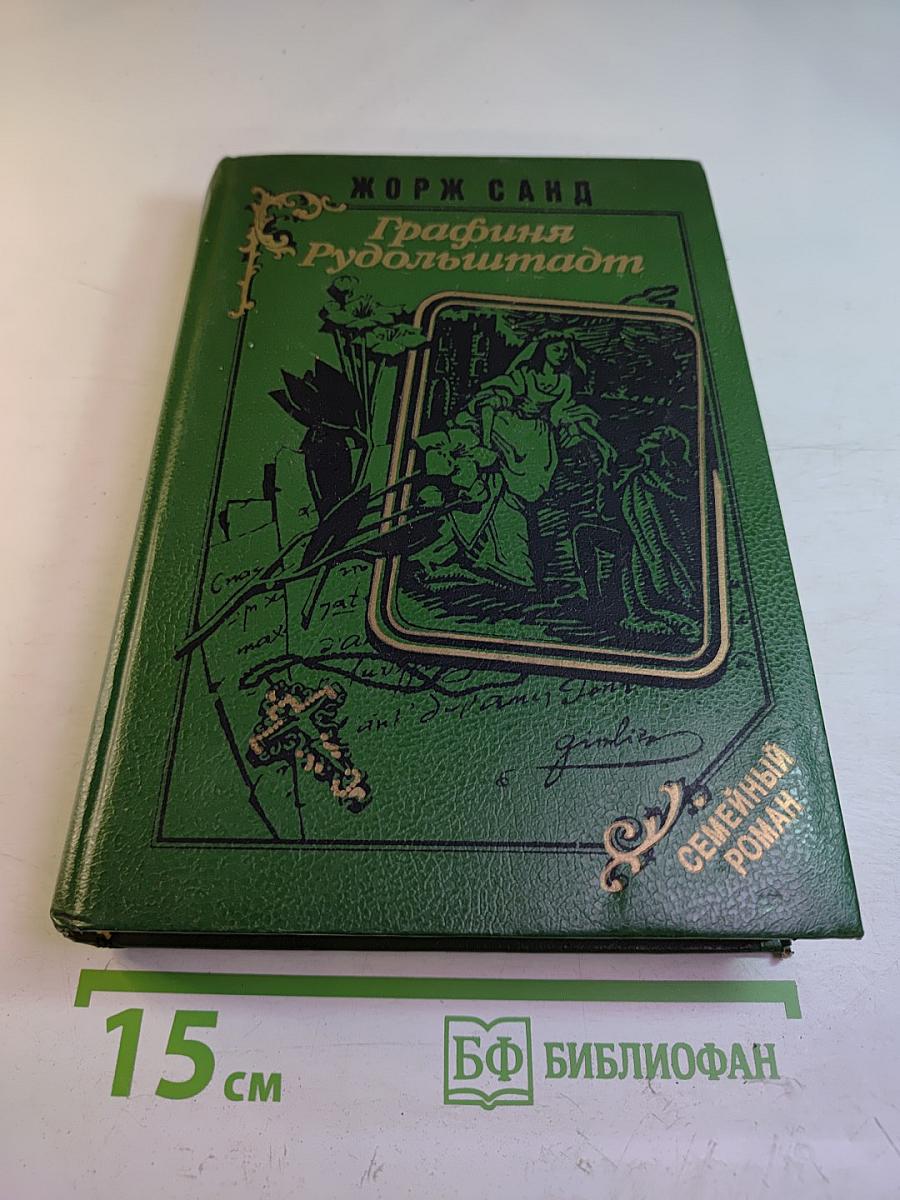 ЖОРЖ САНД
Графиня
Рудольштадт
СЕМЕЙНЫЙ
РОМАН
15 см
БФ БИБЛИОФАН